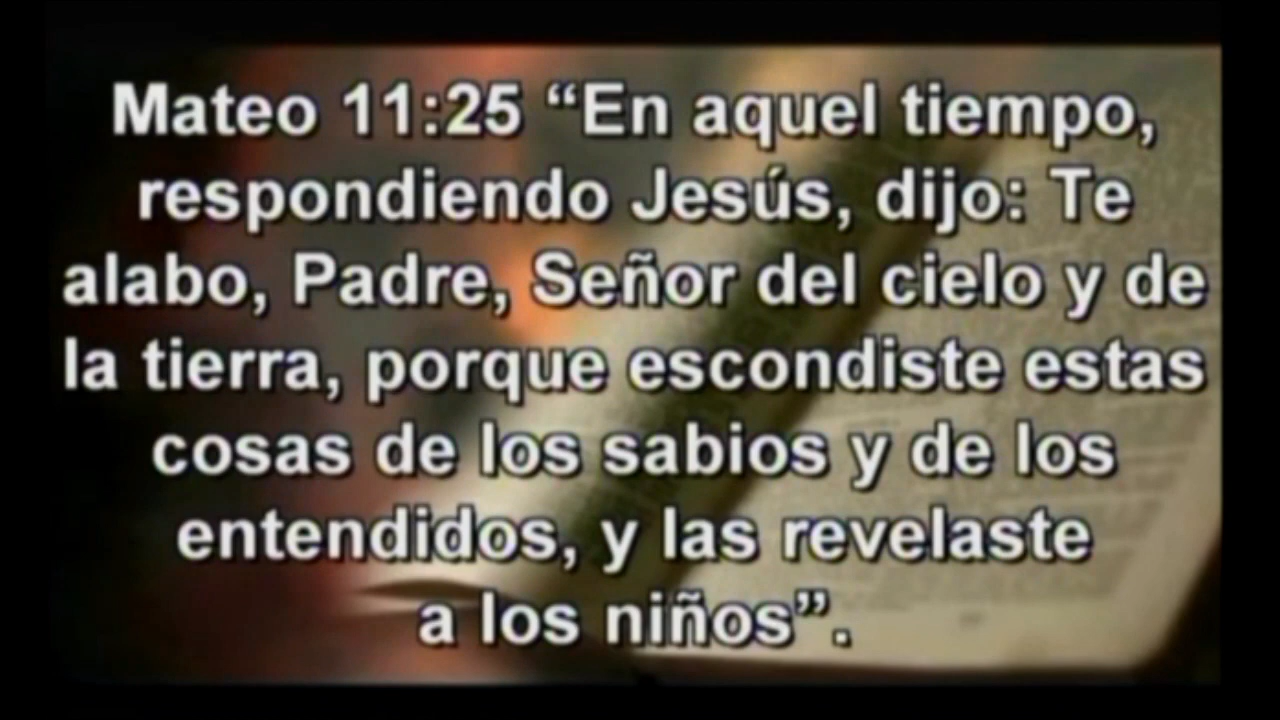 Mateo 11:25 “En aquel tiempo,
respondiendo Jesús, dijo: Te
alabo, Padre, Señor del cielo y de
la tierra, porque escondiste estas
cosas de los sabios y de los
entendidos, y las revelaste
a los niños”.